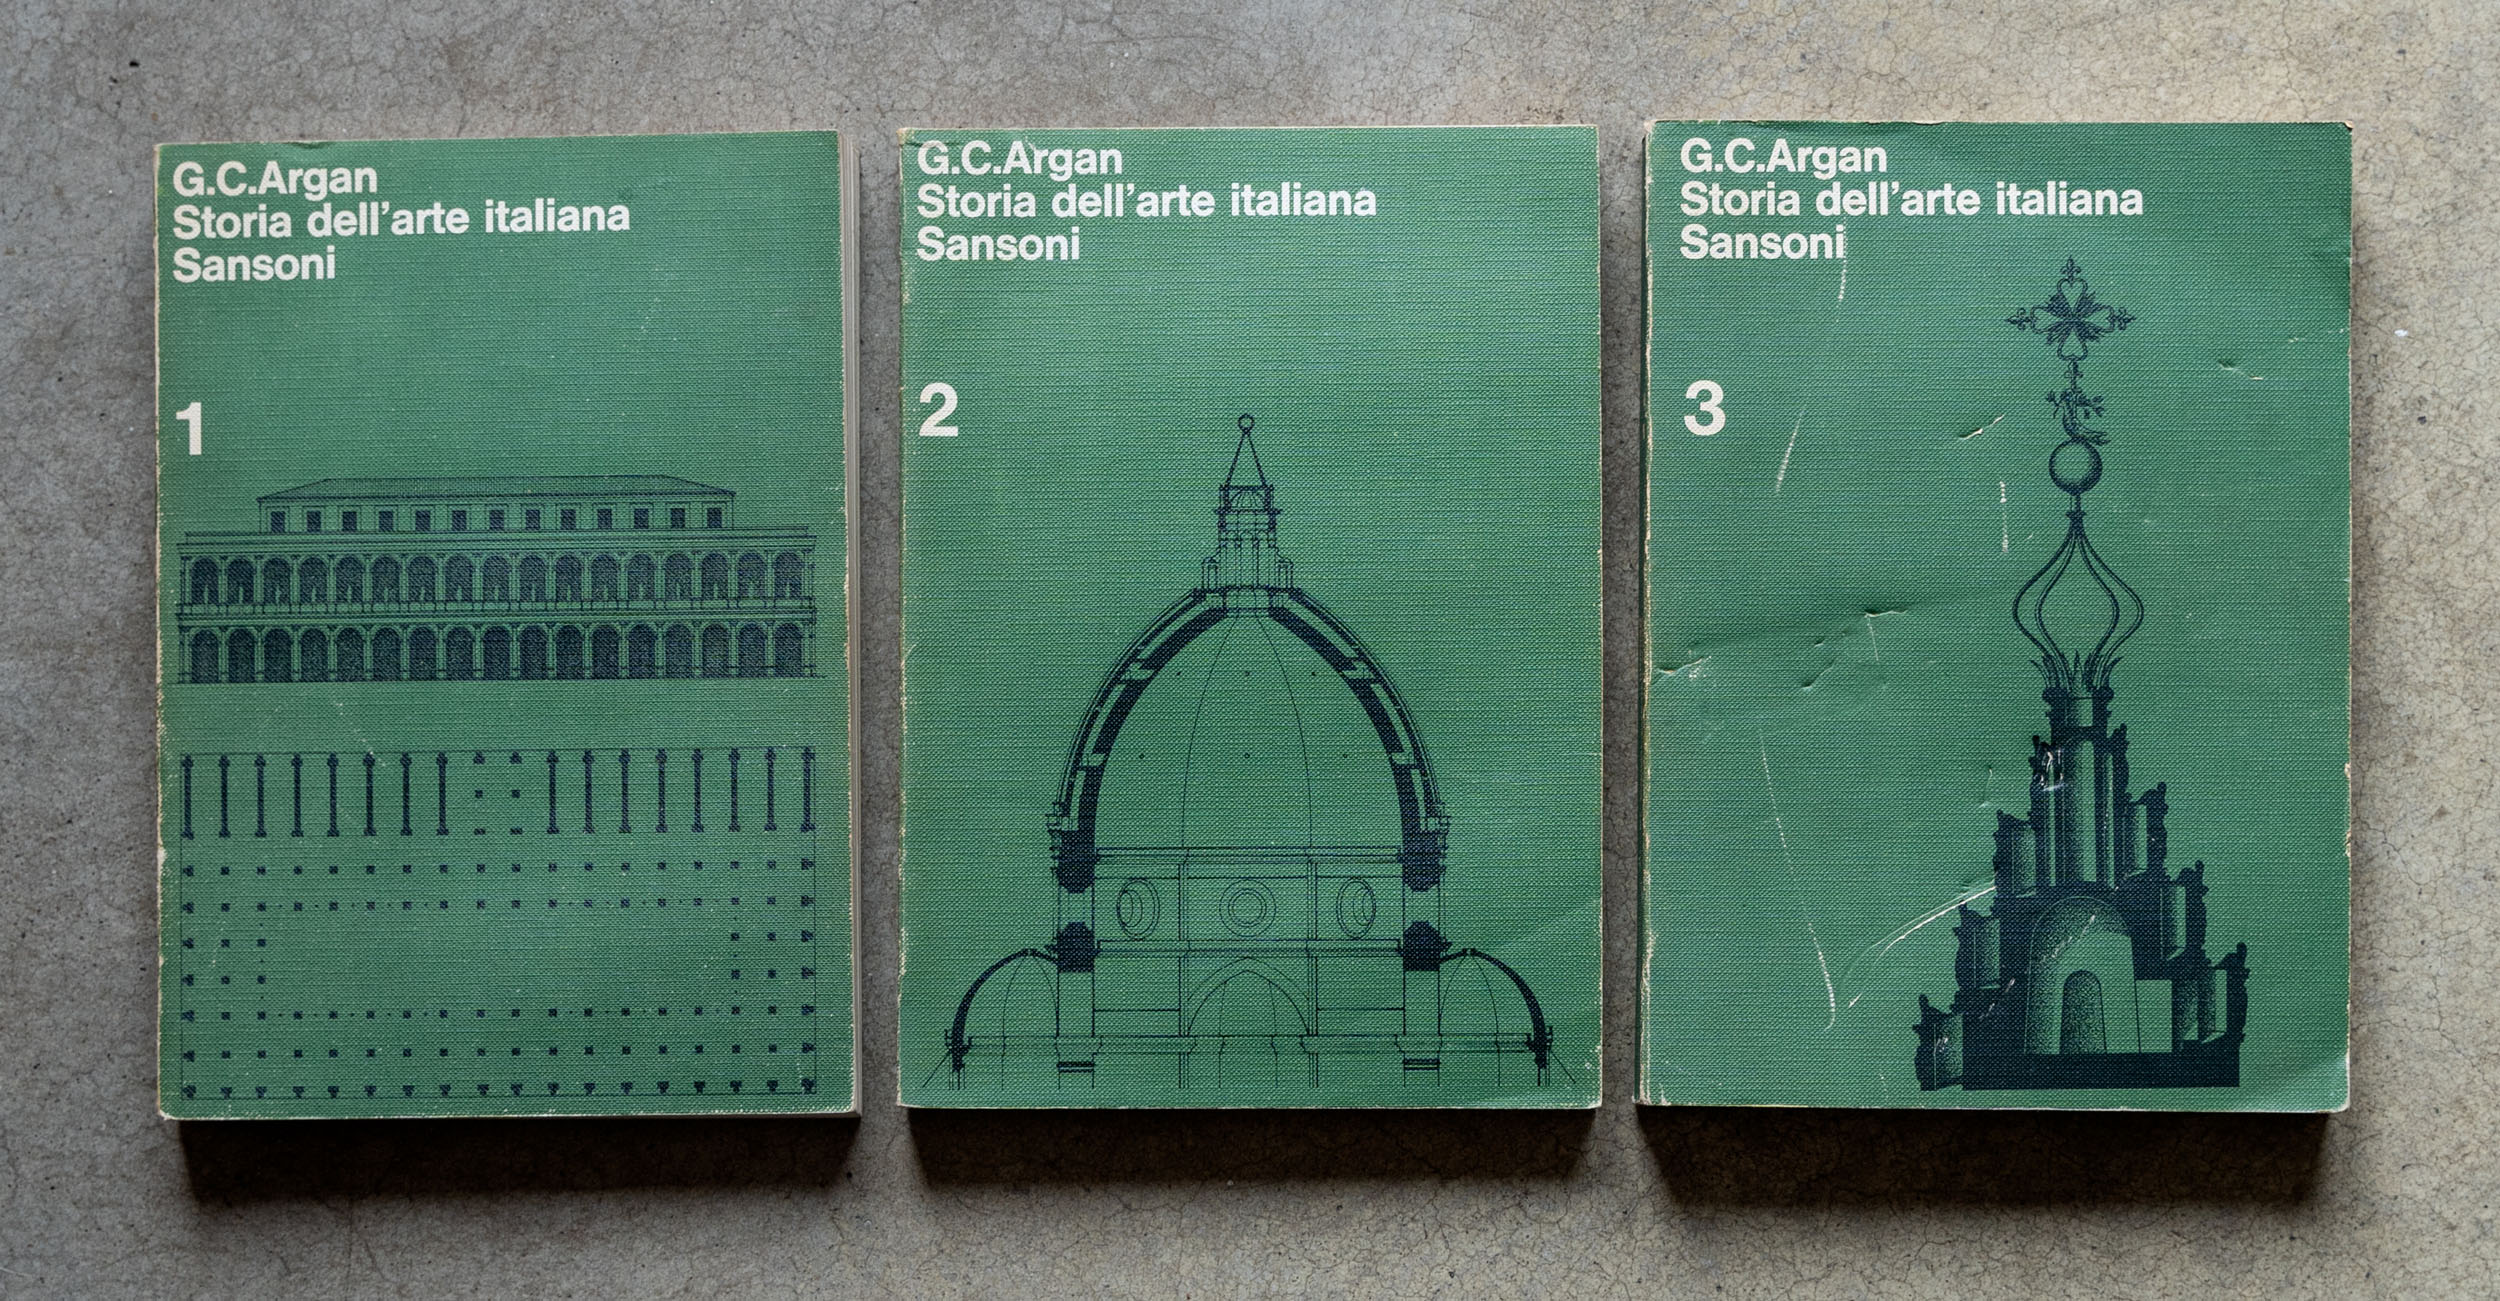 G.C.Argan
Storia dell'arte italiana
Sansoni
1
G.C.Argan
Storia dell'arte italiana
Sansoni
2
G.C.Argan
Storia dell'arte italiana
Sansoni
3